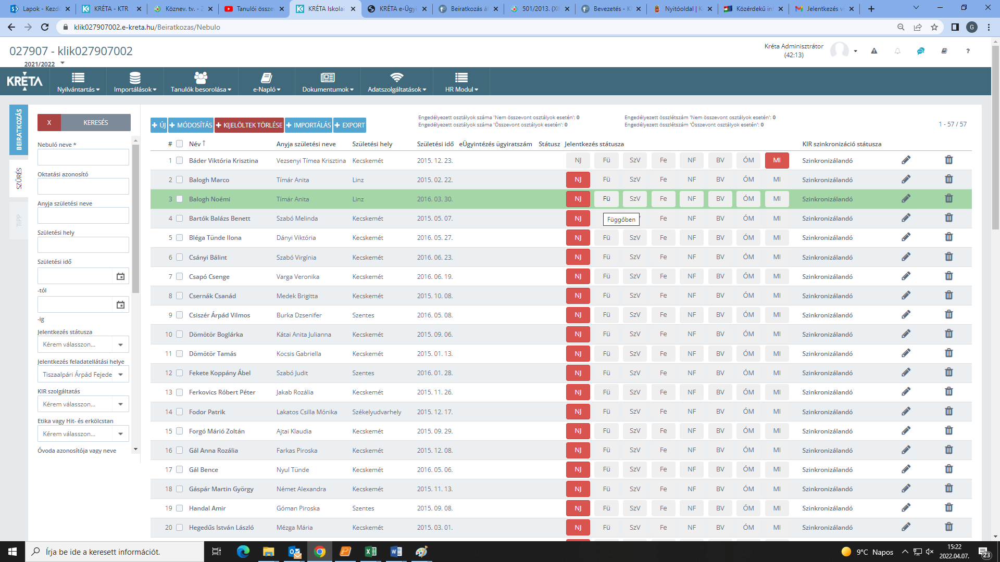 Lapok - Kezdő
KRÉTA - KTR
Köznev. tv. - 2
Tanulói össze
KRÉTA Iskolai
KRÉTA e-Ügyi
Beiratkozás ál
501/2013. (XII
Bevezetés - K
Nyitóoldal | K
Közérdekű inf
Jelentkezés vi
klik027907002.e-kreta.hu/Beiratkozas/Nebulo
G
027907 - klik027907002
2021/2022
Kréta Adminisztrátor
(42:13)
?
KRÉTA
Nyilvántartás
Importálások
Tanulók besorolása
e-Napló
Dokumentumok
Adatszolgáltatások
HR Modul
BEIRATKOZÁS
SZŰRÉS
TIPP
X KERESÉS
Nebuló neve *
Oktatási azonosító
Anyja születési neve
Születési hely
Születési idő
-tól
-ig
Jelentkezés státusza
Kérem válasszon...
Jelentkezés feladatellátási helye
Tiszaalpári Árpád Fejede
KIR szolgáltatás
Kérem válasszon...
Etika vagy Hit- és erkölcstan
Kérem válasszon...
Óvoda azonosítója vagy neve
+ ÚJ + MÓDOSÍTÁS + KIJELÖLTEK TÖRLÉSE + IMPORTÁLÁS + EXPORT
Engedélyezett osztályok száma 'Nem összevont osztályok esetén': 0
Engedélyezett osztályok száma 'Összevont osztályok esetén': 0
Engedélyezett összlétszám 'Nem összevont osztályok esetén': 0
Engedélyezett összlétszám 'Összevont osztályok esetén': 0
1 - 57 / 57
# Név ↑ Anyja születési neve Születési hely Születési idő eÜgyintézés ügyiratszám Státusz Jelentkezés státusza KIR szinkronizáció státusza
1 Báder Viktória Krisztina Vezsenyi Tímea Krisztina Kecskemét 2015. 12. 23. NJ Fü SzV Fe NF BV ÓM MI Szinkronizálandó
2 Balogh Marco Tímár Anita Linz 2015. 02. 22. NJ Fü SzV Fe NF BV ÓM MI Szinkronizálandó
3 Balogh Noémi Tímár Anita Linz 2016. 03. 30. NJ Fü SzV Fe NF BV ÓM MI Szinkronizálandó
4 Bartók Balázs Benett Szabó Melinda Kecskemét 2015. 05. 07. NJ Függőben Fe NF BV ÓM MI Szinkronizálandó
5 Bléga Tünde Ilona Dányi Viktória Kecskemét 2016. 05. 27. NJ Fü SzV Fe NF BV ÓM MI Szinkronizálandó
6 Csányi Bálint Szabó Virgínia Kecskemét 2016. 06. 23. NJ Fü SzV Fe NF BV ÓM MI Szinkronizálandó
7 Csapó Csenge Varga Veronika Kecskemét 2016. 06. 19. NJ Fü SzV Fe NF BV ÓM MI Szinkronizálandó
8 Csernák Csanád Medek Brigitta Kecskemét 2015. 10. 08. NJ Fü SzV Fe NF BV ÓM MI Szinkronizálandó
9 Csiszér Árpád Vilmos Burka Dzsenifer Szentes 2016. 05. 08. NJ Fü SzV Fe NF BV ÓM MI Szinkronizálandó
10 Dömötör Boglárka Kátai Anita Julianna Kecskemét 2015. 09. 06. NJ Fü SzV Fe NF BV ÓM MI Szinkronizálandó
11 Dömötör Tamás Kocsis Gabriella Kecskemét 2015. 01. 13. NJ Fü SzV Fe NF BV ÓM MI Szinkronizálandó
12 Fekete Koppány Ábel Szabó Judit Szentes 2016. 01. 28. NJ Fü SzV Fe NF BV ÓM MI Szinkronizálandó
13 Ferkovics Róbert Péter Jakab Rozália Kecskemét 2015. 11. 26. NJ Fü SzV Fe NF BV ÓM MI Szinkronizálandó
14 Fodor Patrik Lakatos Csilla Mónika Székelyudvarhely 2015. 12. 17. NJ Fü SzV Fe NF BV ÓM MI Szinkronizálandó
15 Forgó Márió Zoltán Ajtai Klaudia Kecskemét 2015. 09. 29. NJ Fü SzV Fe NF BV ÓM MI Szinkronizálandó
16 Gál Anna Rozália Farkas Piroska Kecskemét 2015. 12. 08. NJ Fü SzV Fe NF BV ÓM MI Szinkronizálandó
17 Gál Bence Nyul Tünde Kecskemét 2016. 05. 06. NJ Fü SzV Fe NF BV ÓM MI Szinkronizálandó
18 Gáspár Martin György Német Alexandra Kecskemét 2015. 11. 13. NJ Fü SzV Fe NF BV ÓM MI Szinkronizálandó
19 Handal Amir Góman Piroska Szentes 2015. 09. 08. NJ Fü SzV Fe NF BV ÓM MI Szinkronizálandó
20 Hegedűs István László Mézga Mária Kecskemét 2015. 03. 01. NJ Fü SzV Fe NF BV ÓM MI Szinkronizálandó
Írja be ide a keresett információt.
9°C Napos
15:22
2022.04.07.
23